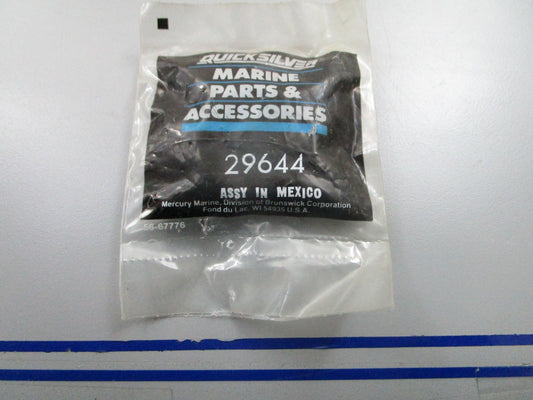 QUICKSILVER
MARINE
PARTS &
ACCESSORIES
29644
ASSY IN MEXICO
Mercury Marine, Division of Brunswick Corporation
Fond du Lac, WI 54935 U.S.A.
56-67776